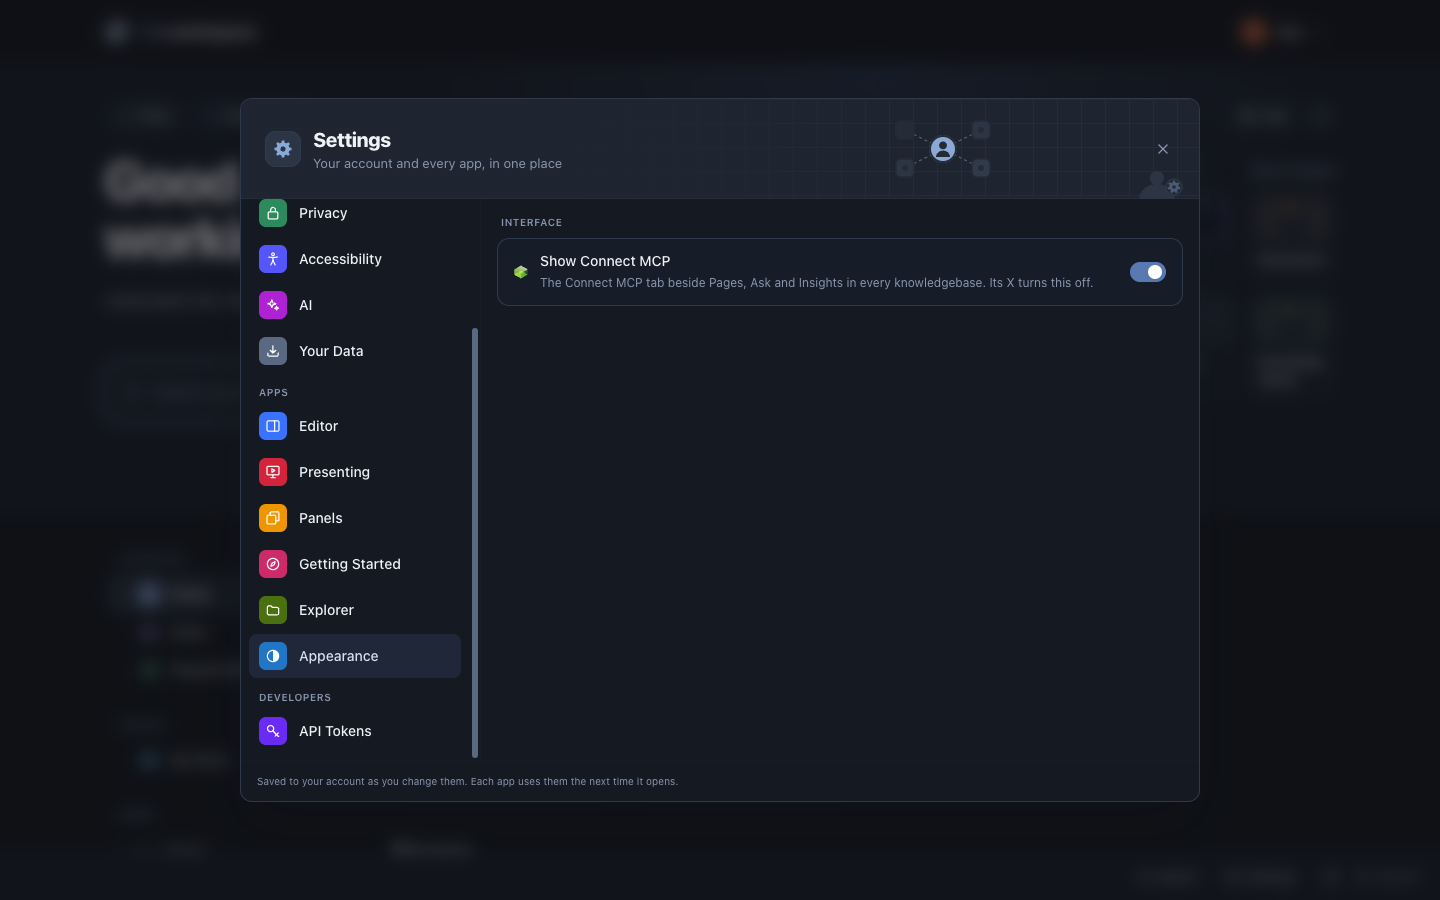 Settings
Your account and every app, in one place
Privacy
Accessibility
AI
Your Data
APPS
Editor
Presenting
Panels
Getting Started
Explorer
Appearance
DEVELOPERS
API Tokens
INTERFACE
Show Connect MCP
The Connect MCP tab beside Pages, Ask and Insights in every knowledgebase. Its X turns this off.
Saved to your account as you change them. Each app uses them the next time it opens.